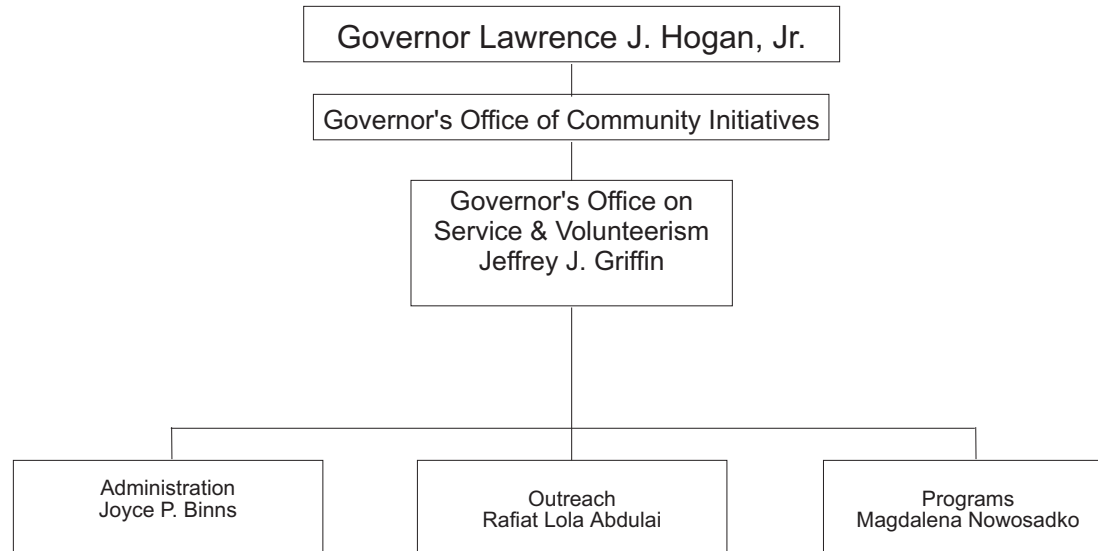 Governor Lawrence J. Hogan, Jr.
Governor's Office of Community Initiatives
Governor's Office on
Service & Volunteerism
Jeffrey J. Griffin
Administration
Joyce P. Binns
Outreach
Rafiat Lola Abdulai
Programs
Magdalena Nowosadko